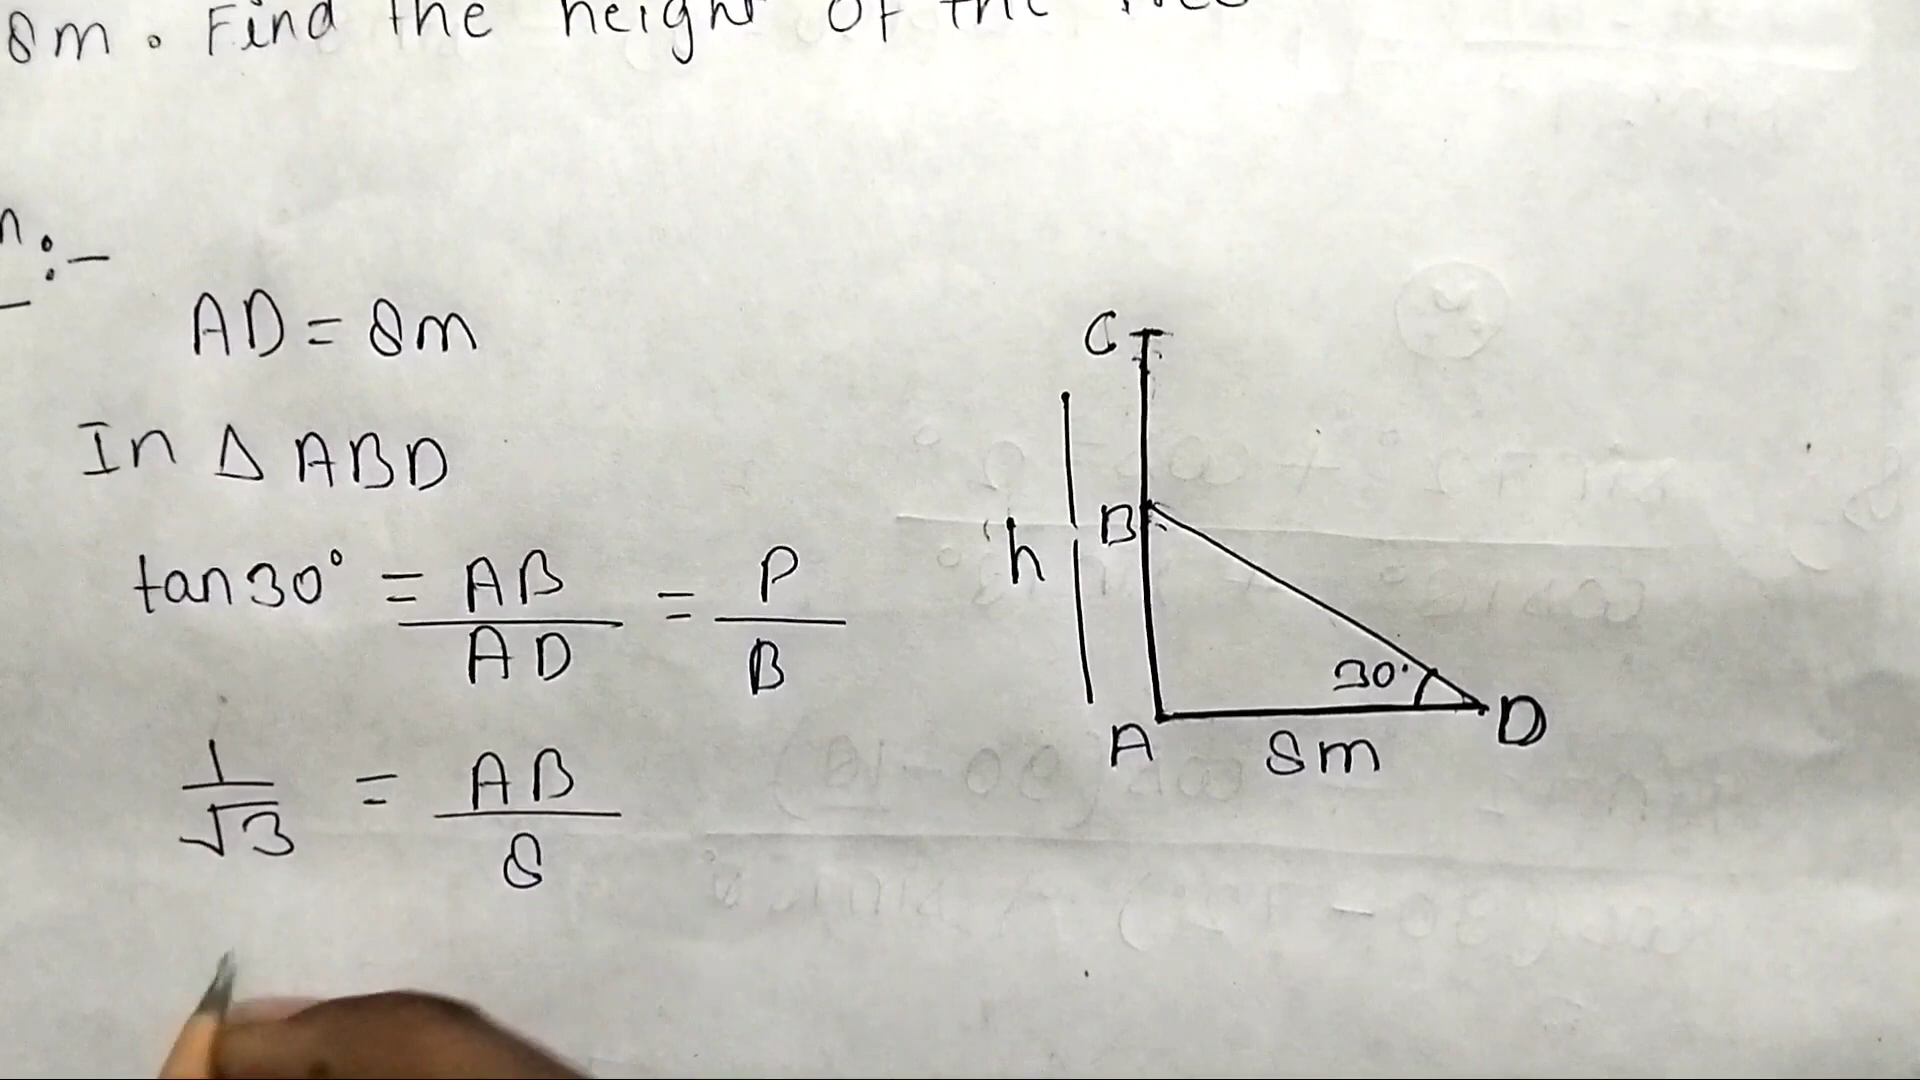 8m. Find the height of the
n:-
AD = 8m
In Δ ABD
tan30° = AB/AD = P/B
1/√3 = AB/8
C
h
B
30°
A
8m
D